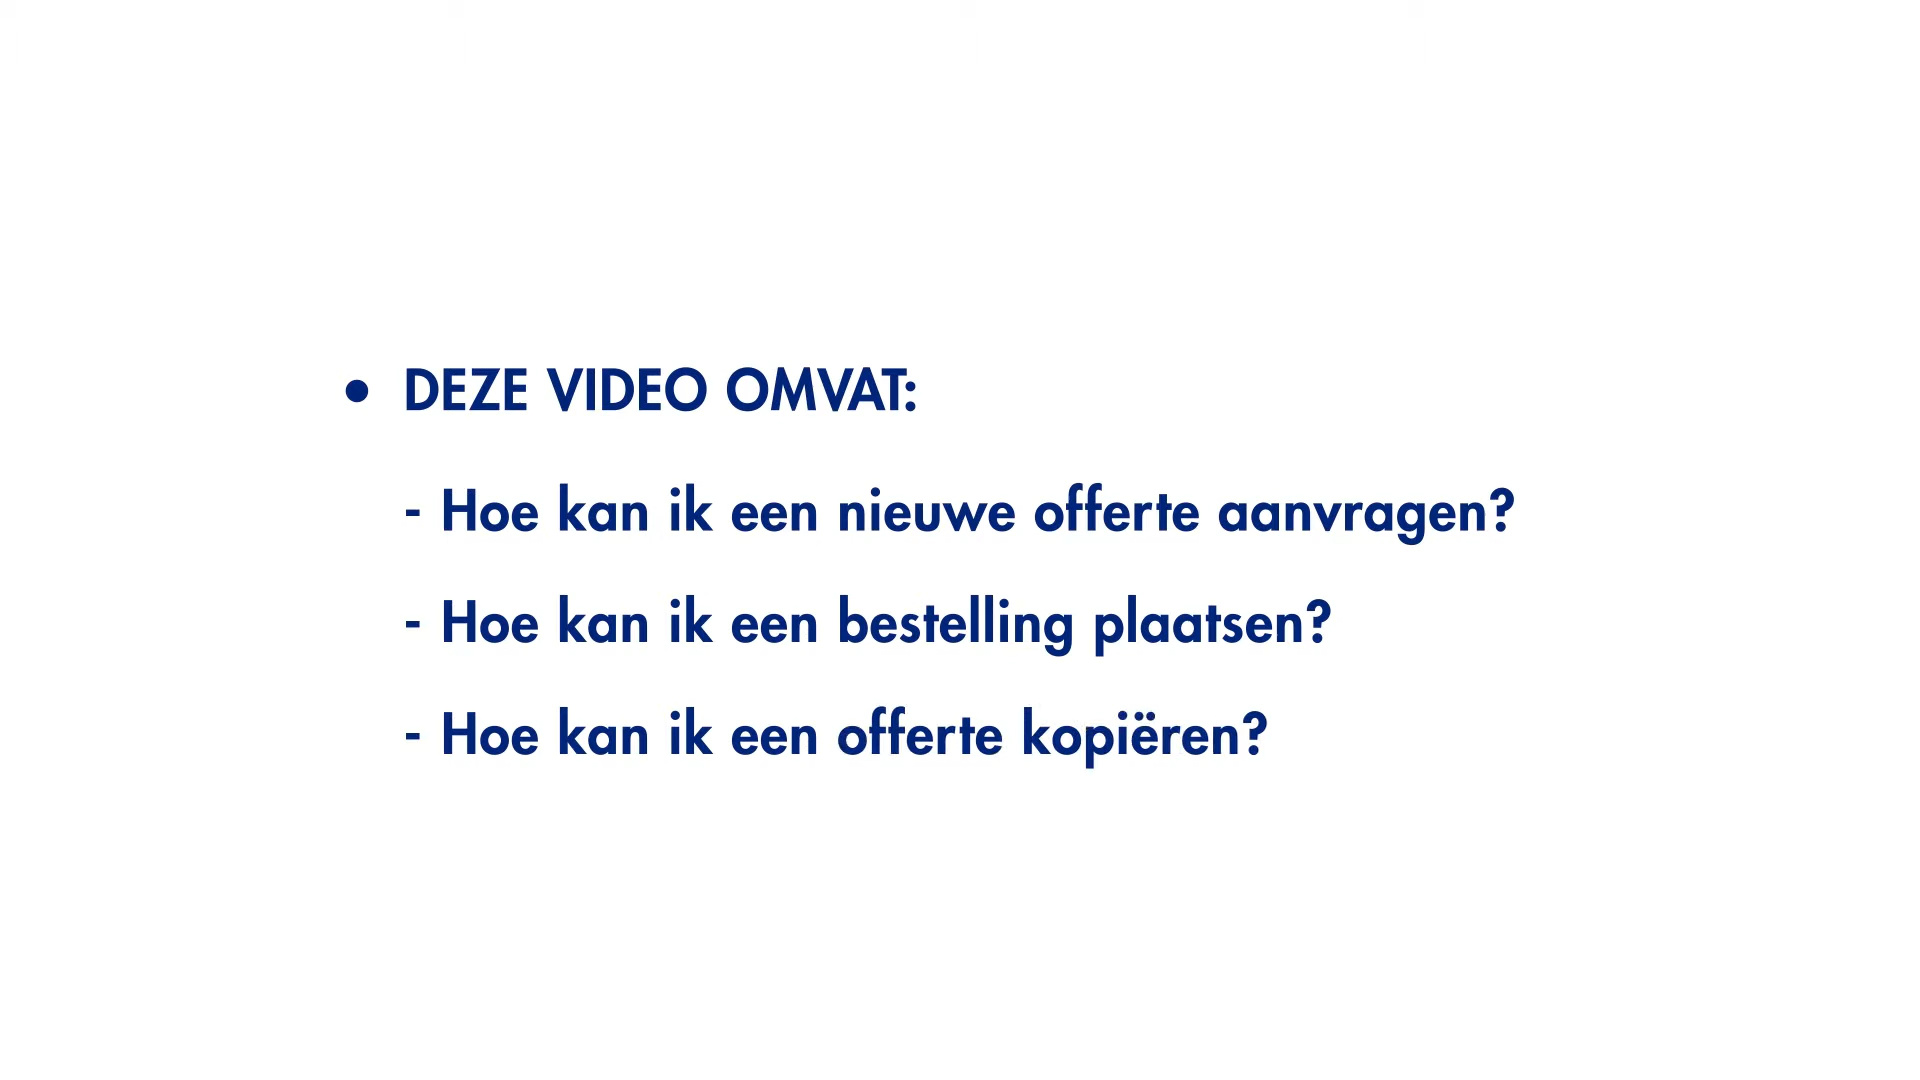 • DEZE VIDEO OMVAT:
- Hoe kan ik een nieuwe offerte aanvragen?
- Hoe kan ik een bestelling plaatsen?
- Hoe kan ik een offerte kopiëren?